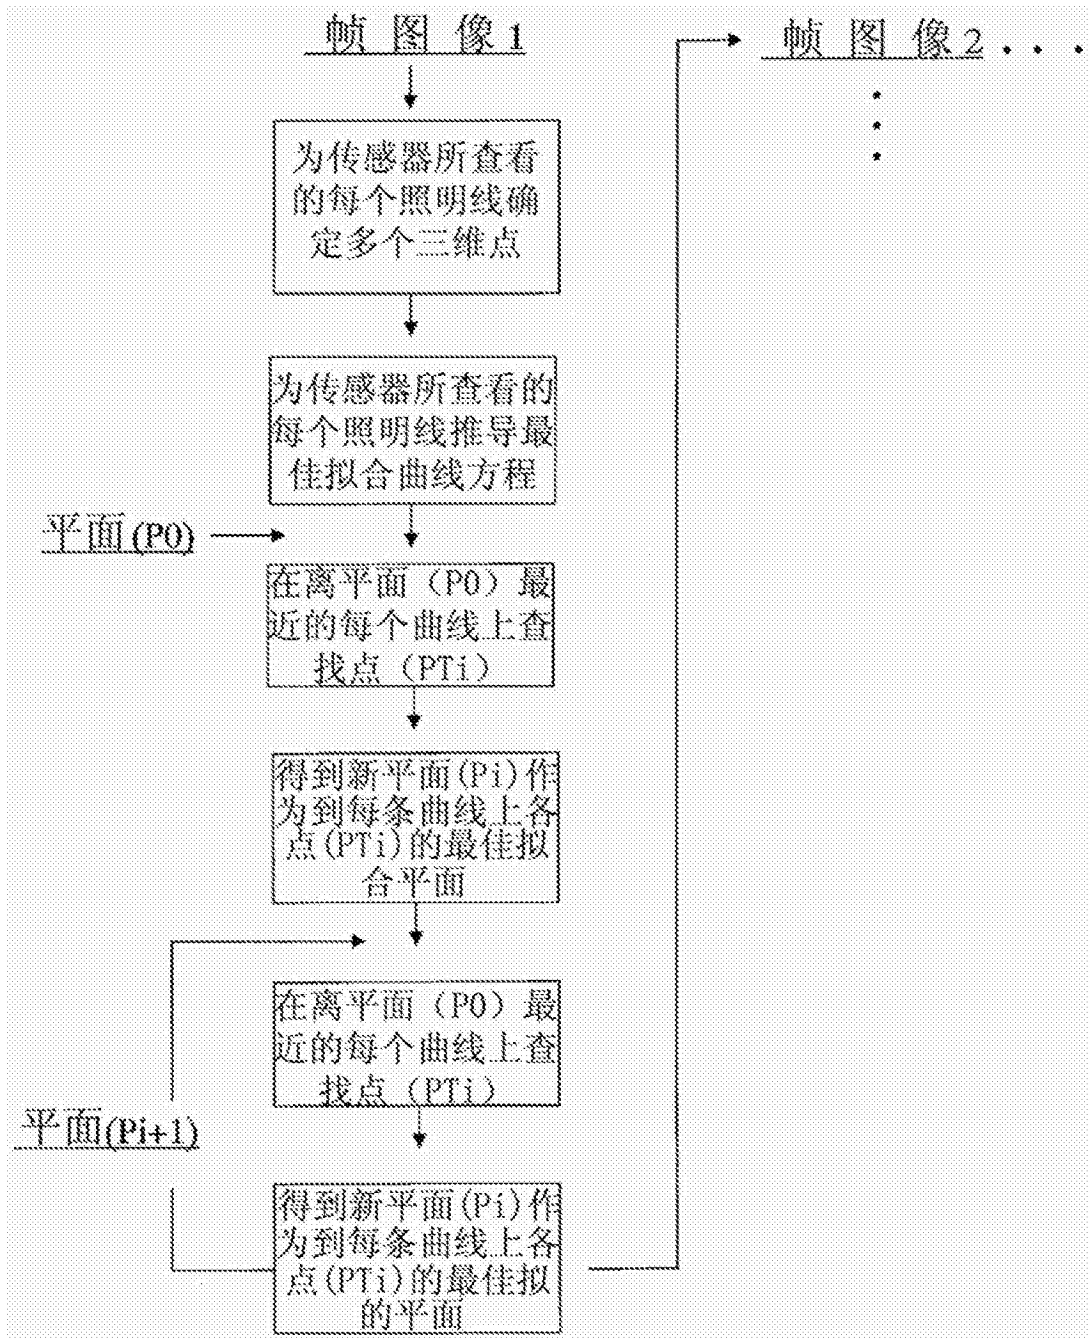 帧 图 像 1
为传感器所查看
的每个照明线确
定多个三维点
为传感器所查看的
每个照明线推导最
佳拟合曲线方程
平面(P0)
在离平面（P0）最
近的每个曲线上查
找点（PTi）
得到新平面(Pi)作
为到每条曲线上各
点(PTi)的最佳拟
合平面
在离平面（P0）最
近的每个曲线上查
找点（PTi）
平面(Pi+1)
得到新平面(Pi)作
为到每条曲线上各
点(PTi)的最佳拟
的平面
帧 图 像 2 . . .